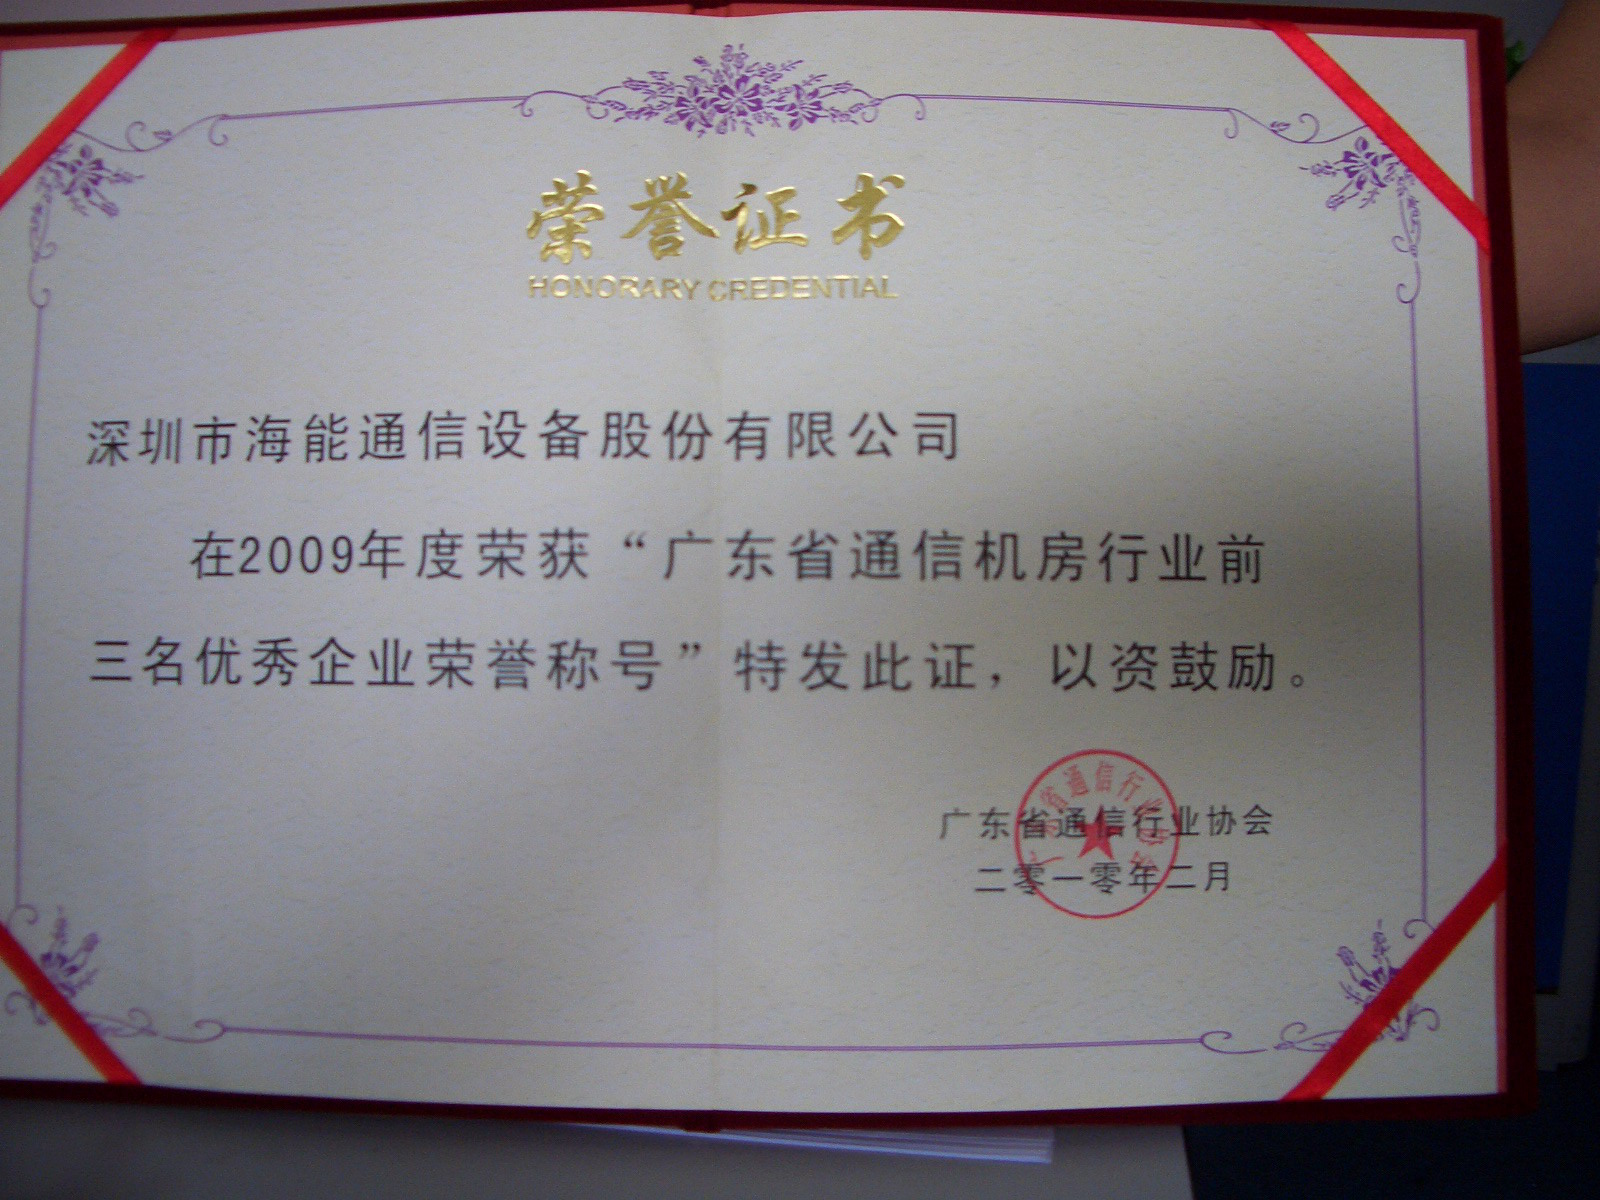 荣誉证书
HONORARY CREDENTIAL
深圳市海能通信设备股份有限公司
在2009年度荣获“广东省通信机房行业前
三名优秀企业荣誉称号”特发此证，以资鼓励。
广东省通信行业协会
二零一零年二月